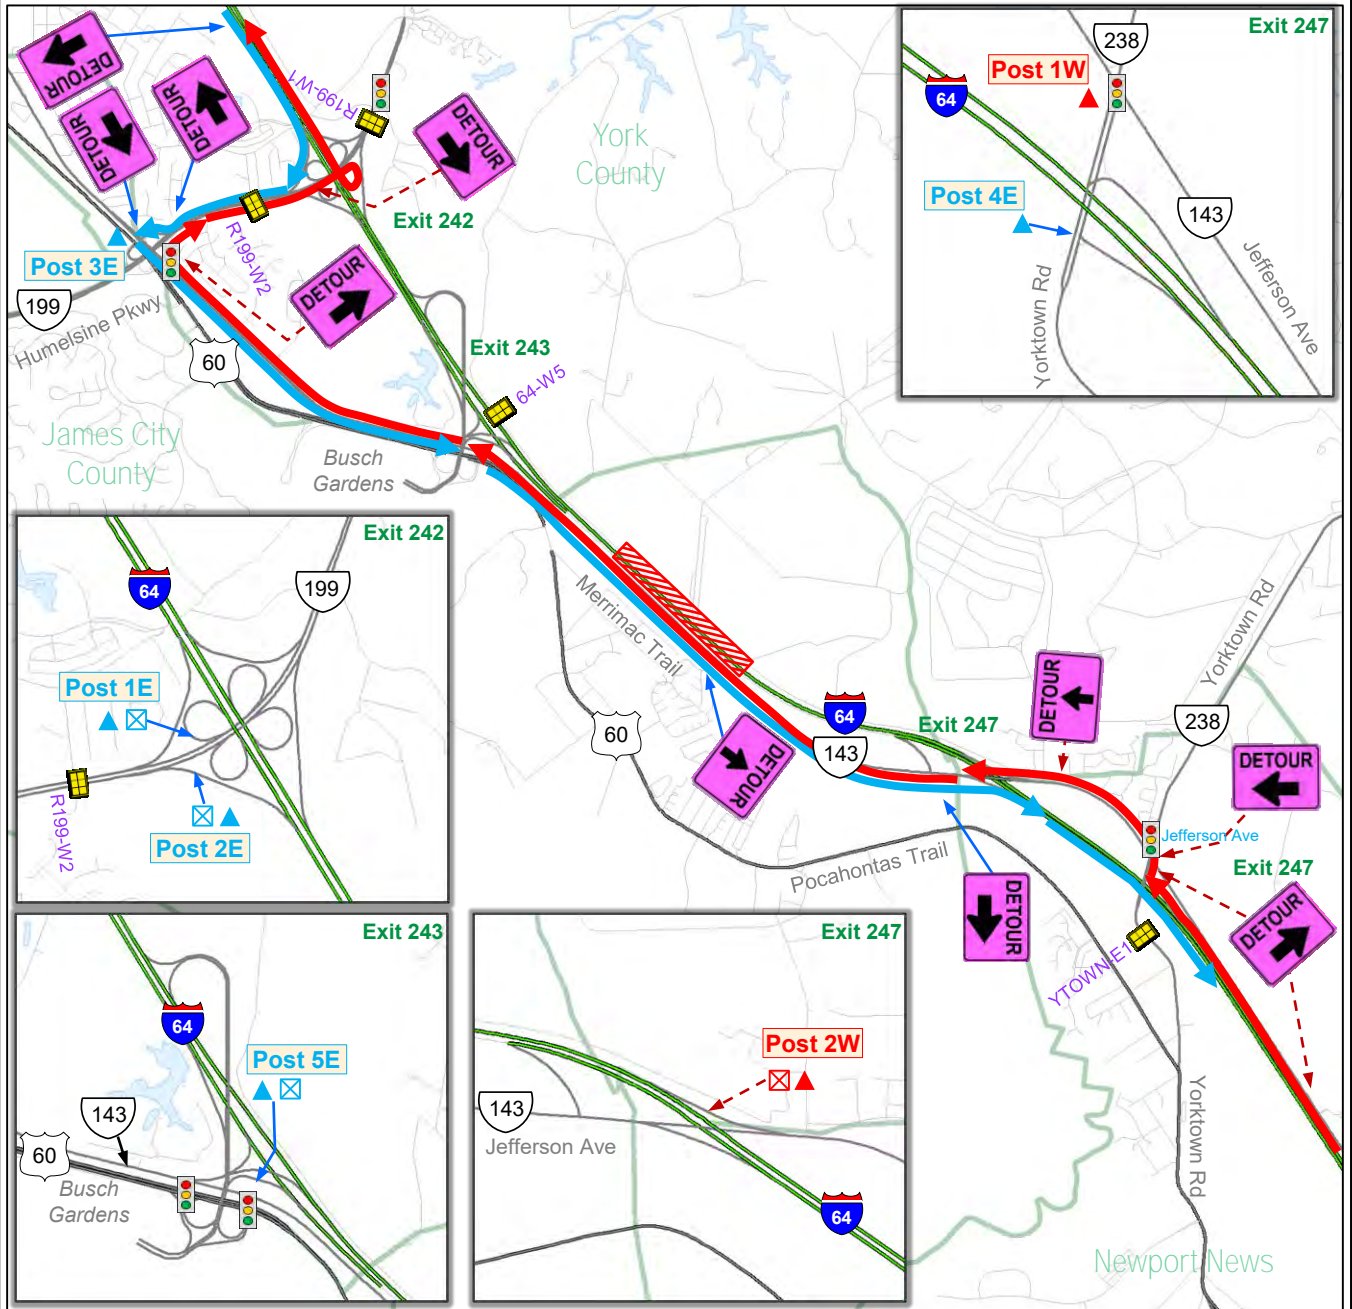 DETOUR
DETOUR
DETOUR
R199-W1
DETOUR
York
County
Exit 242
R199-W2
Post 3E
199
Humelsine Pkwy
DETOUR
60
Exit 243
64-W5
James City
County
Busch
Gardens
Exit 247
238
Post 1W
64
Post 4E
143
Jefferson Ave
Yorktown Rd
Exit 242
64
199
Post 1E
R199-W2
Post 2E
Merrimac Trail
60
DETOUR
64
143
Exit 247
DETOUR
Yorktown Rd
238
DETOUR
Jefferson Ave
Exit 247
DETOUR
Pocahontas Trail
DETOUR
YTOWN-E1
Yorktown Rd
Newport News
Exit 243
64
Post 5E
143
60
Busch
Gardens
Exit 247
Post 2W
143
Jefferson Ave
64